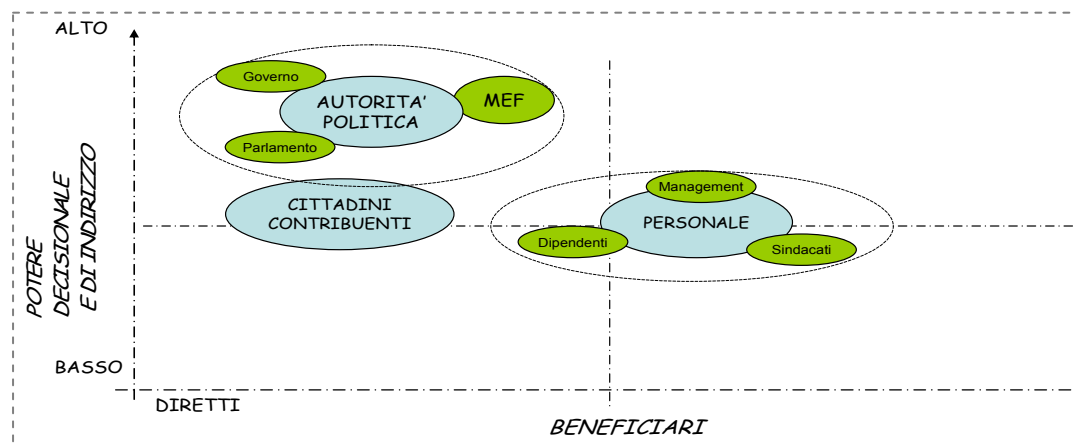 ALTO
Governo
AUTORITA'
POLITICA
MEF
Parlamento
CITTADINI
CONTRIBUENTI
Management
PERSONALE
Dipendenti
Sindacati
POTERE
DECISIONALE
E DI INDIRIZZO
BASSO
DIRETTI
BENEFICIARI